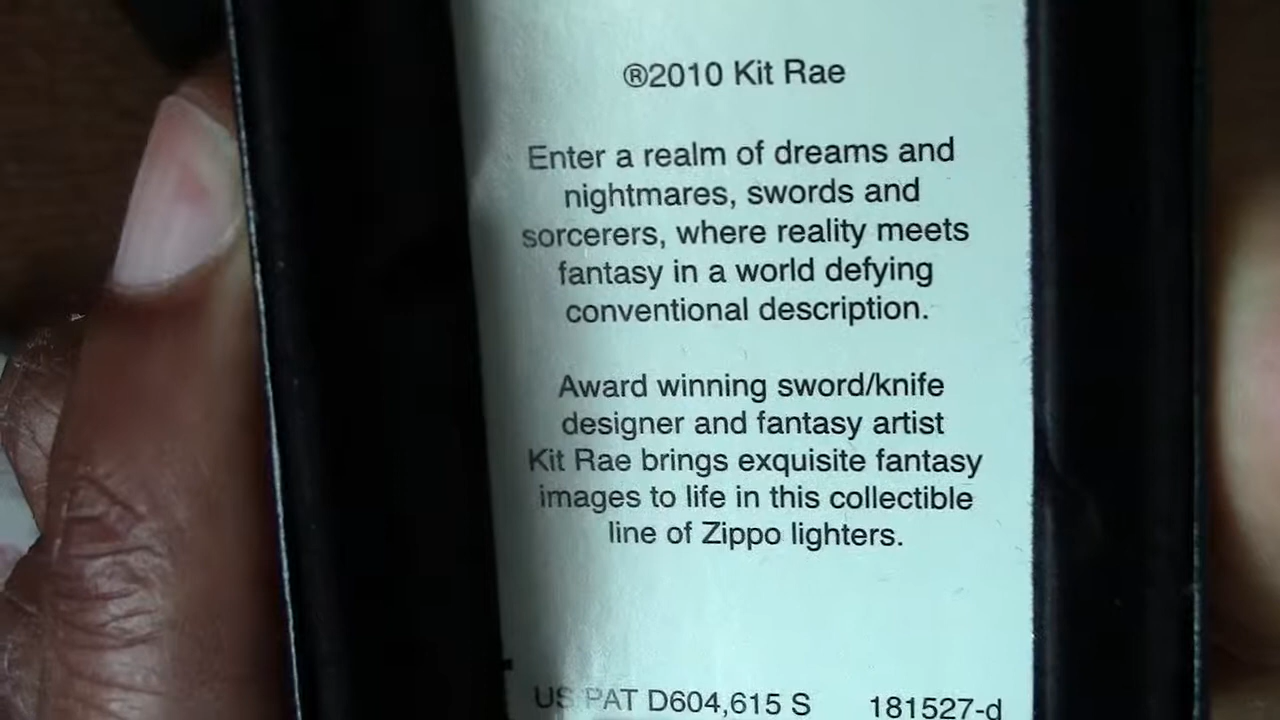 ®2010 Kit Rae
Enter a realm of dreams and
nightmares, swords and
sorcerers, where reality meets
fantasy in a world defying
conventional description.
Award winning sword/knife
designer and fantasy artist
Kit Rae brings exquisite fantasy
images to life in this collectible
line of Zippo lighters.
US PAT D604,615 S 181527-d